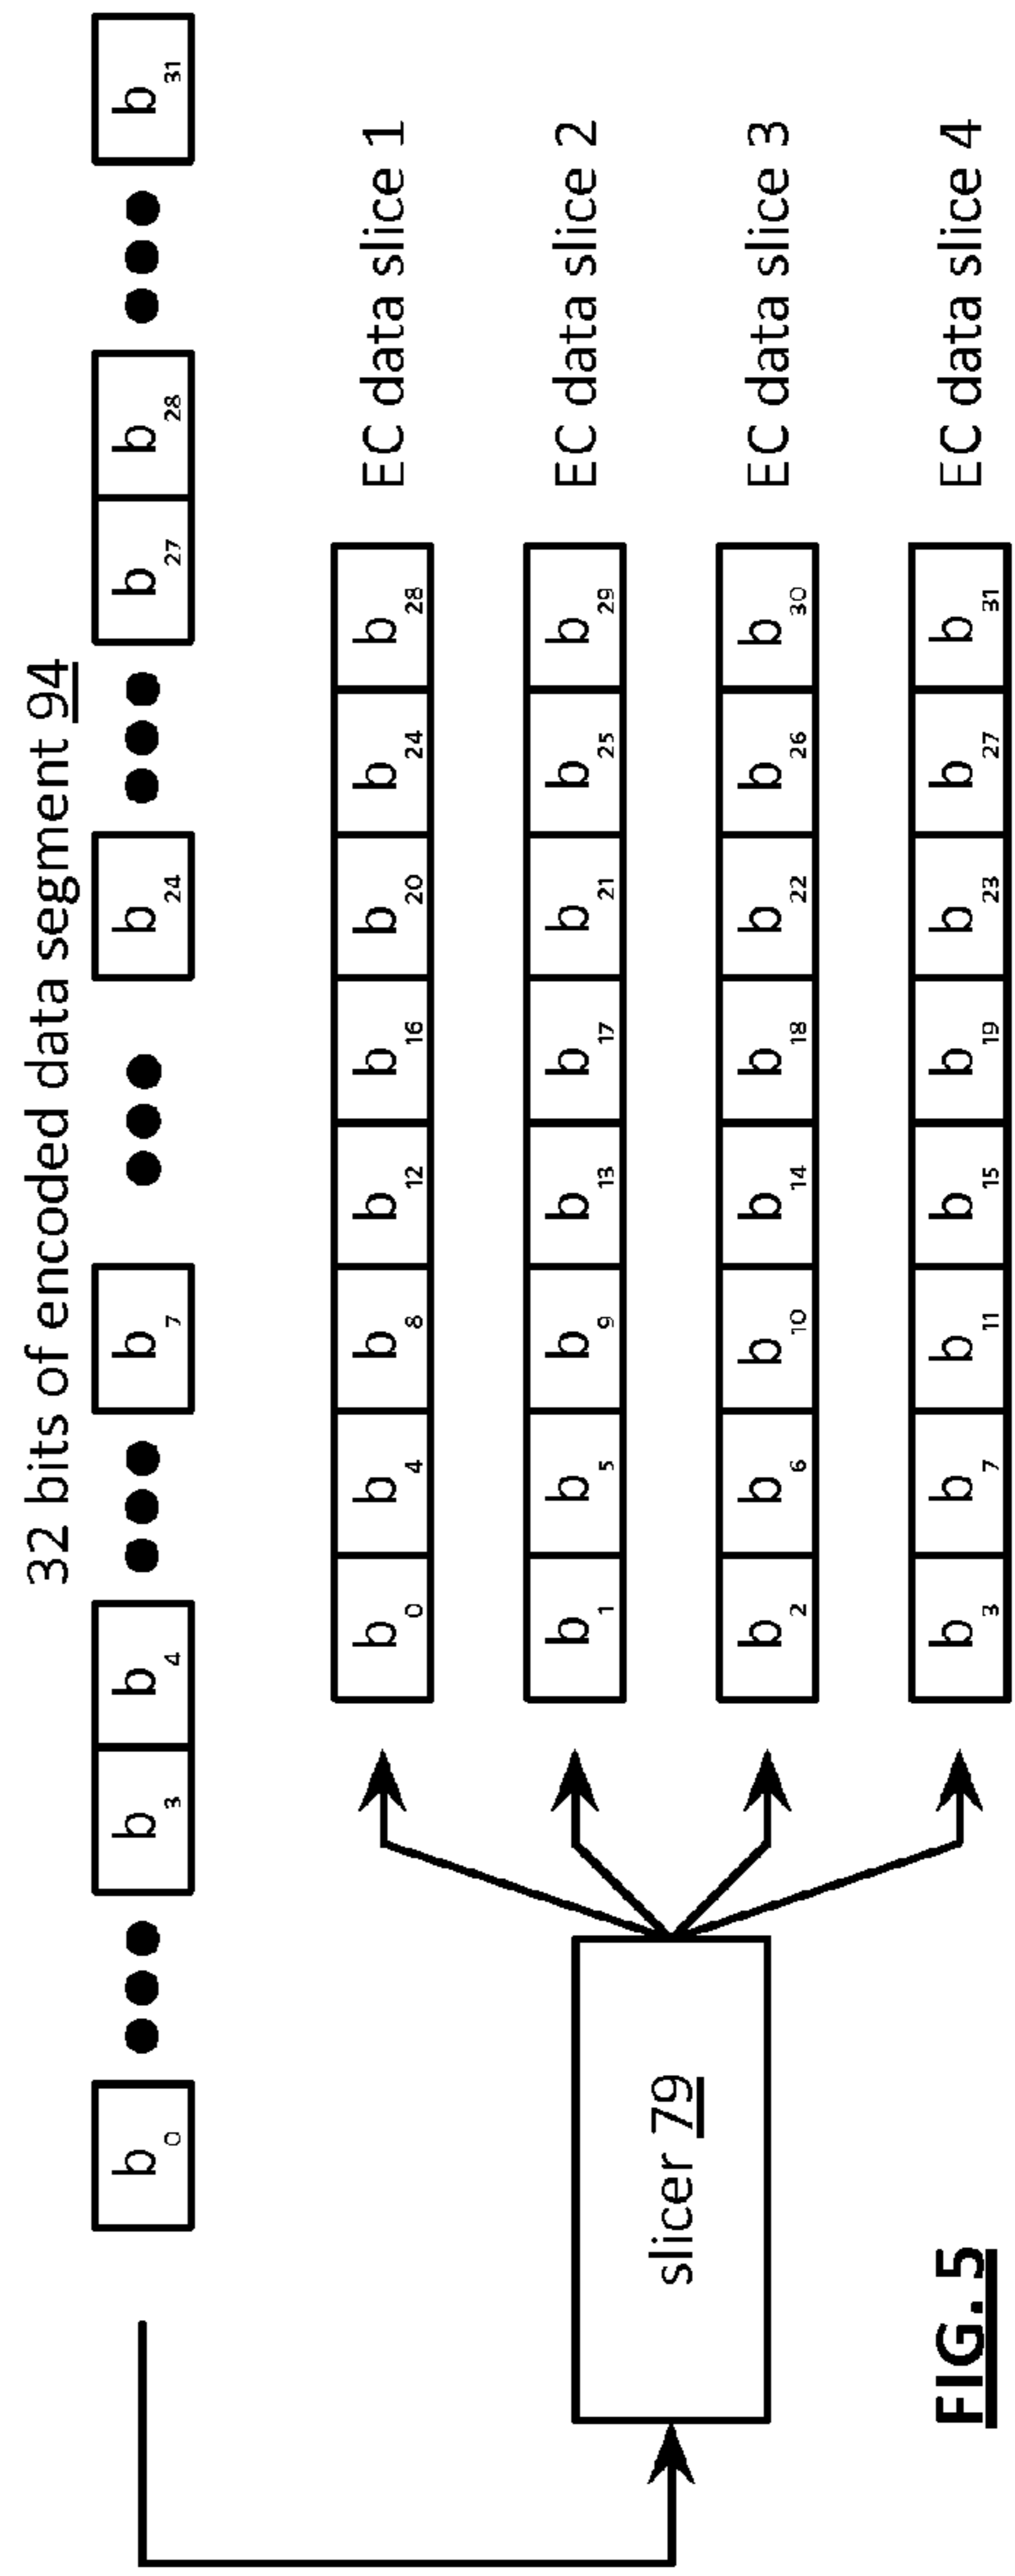 32 bits of encoded data segment 94
b0 ●●● b3 b4 ●●● b7 ●●● b24 ●●● b27 b28 ●●● b31
b0 b4 b8 b12 b16 b20 b24 b28 EC data slice 1
b1 b5 b9 b13 b17 b21 b25 b29 EC data slice 2
slicer 79
b2 b6 b10 b14 b18 b22 b26 b30 EC data slice 3
b3 b7 b11 b15 b19 b23 b27 b31 EC data slice 4
FIG. 5